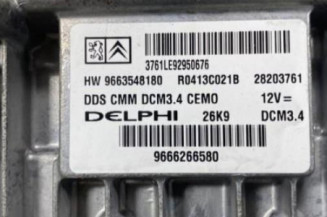 3761LE92950676
HW 9663548180 R0413C021B 28203761
DDS CMM DCM3.4 CEMO 12V=
DELPHI 26K9 DCM3.4
9666266580